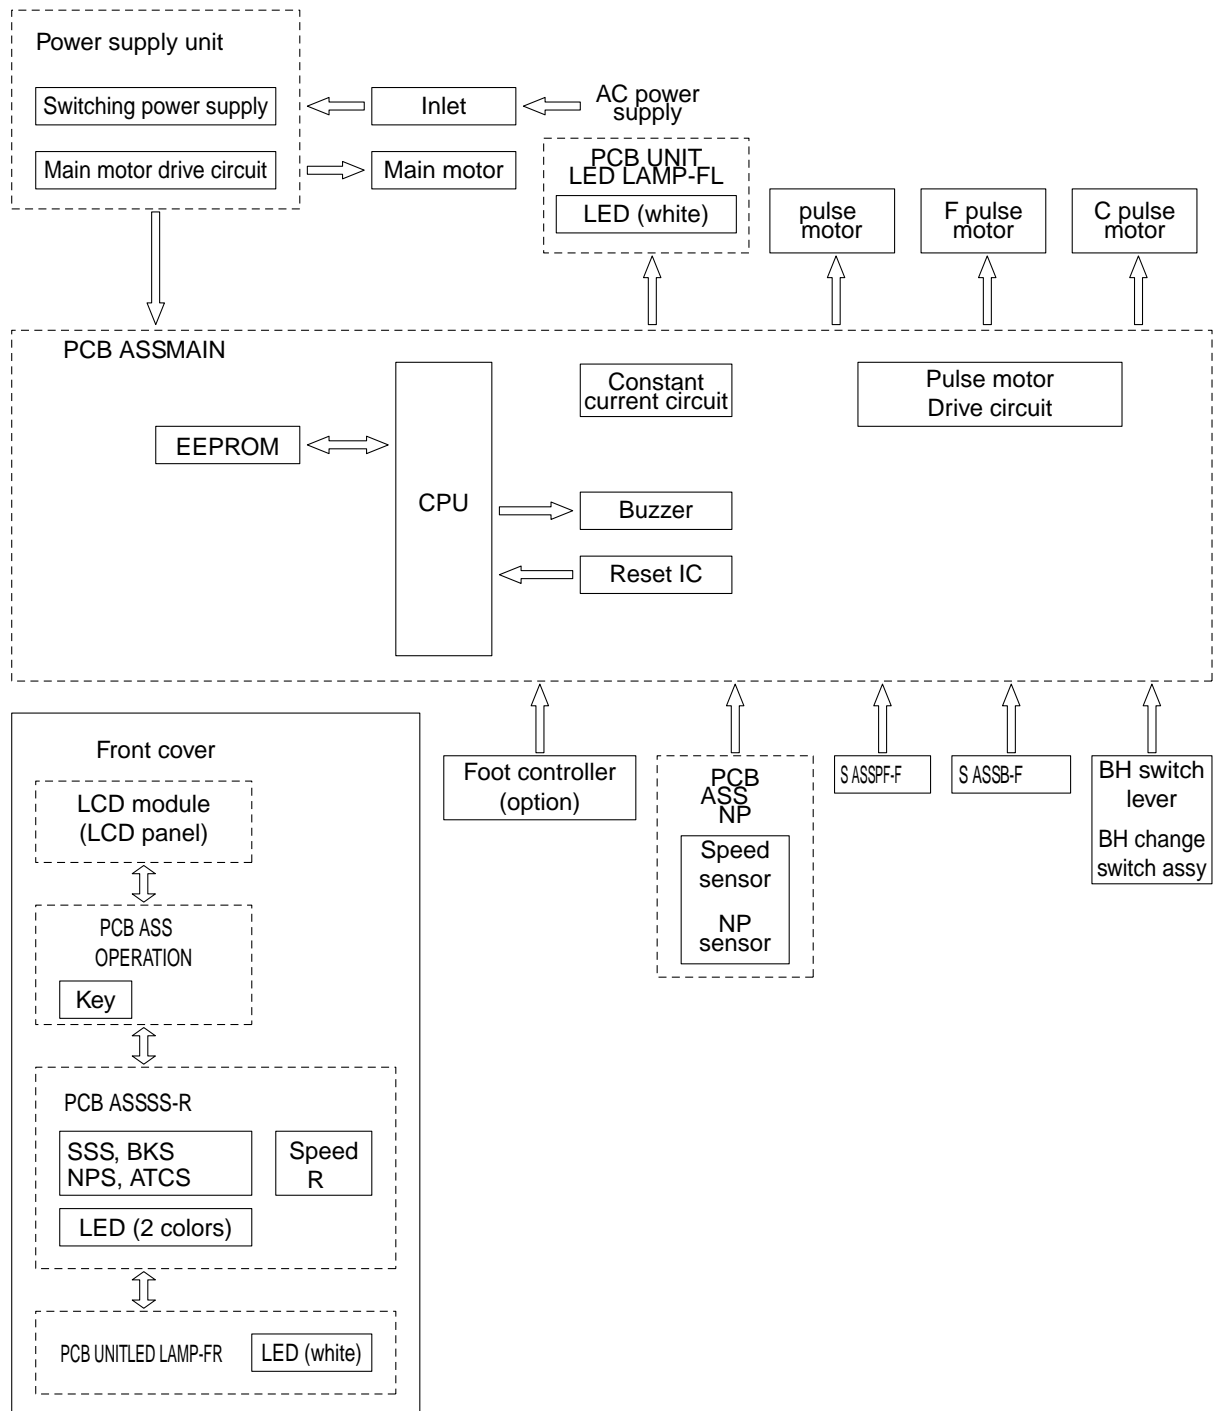 Power supply unit
Switching power supply
Inlet
AC power
supply
Main motor drive circuit
Main motor
PCB UNIT
LED LAMP-FL
LED (white)
pulse
motor
F pulse
motor
C pulse
motor
PCB ASSMAIN
Constant
current circuit
Pulse motor
Drive circuit
EEPROM
CPU
Buzzer
Reset IC
Front cover
LCD module
(LCD panel)
PCB ASS
OPERATION
Key
PCB ASSSS-R
SSS, BKS
NPS, ATCS
Speed
R
LED (2 colors)
PCB UNITLED LAMP-FR
LED (white)
Foot controller
(option)
PCB
ASS
NP
Speed
sensor
NP
sensor
S ASSPF-F
S ASSB-F
BH switch
lever
BH change
switch assy